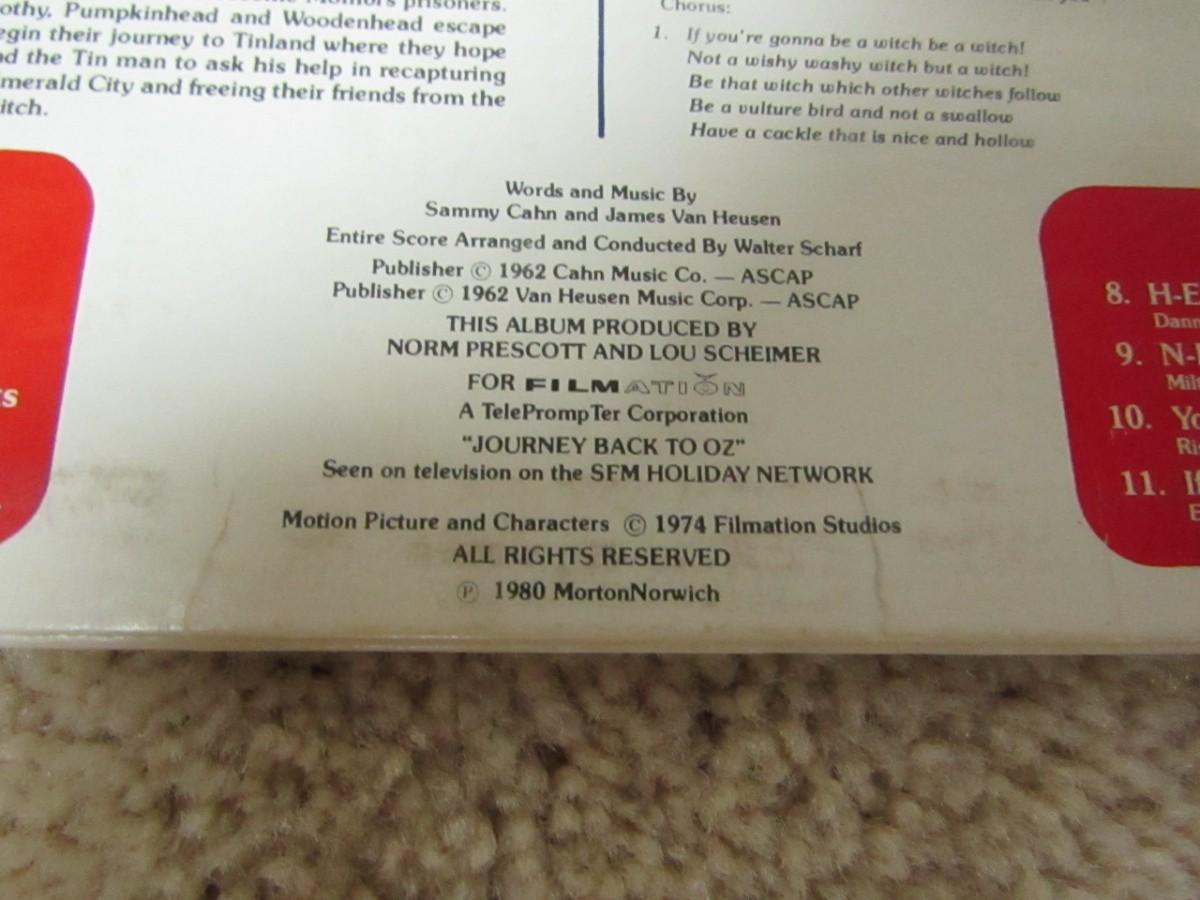 prisoners.
Pumpkinhead and Woodenhead escape
their journey to Tinland where they hope
the Tin man to ask his help in recapturing
City and freeing their friends from the
Chorus:
1. If you're gonna be a witch be a witch!
Not a wishy washy witch but a witch!
Be that witch which other witches follow
Be a vulture bird and not a swallow
Have a cackle that is nice and hollow
Words and Music By
Sammy Cahn and James Van Heusen
Entire Score Arranged and Conducted By Walter Scharf
Publisher © 1962 Cahn Music Co. — ASCAP
Publisher © 1962 Van Heusen Music Corp. — ASCAP
THIS ALBUM PRODUCED BY
NORM PRESCOTT AND LOU SCHEIMER
FOR FILMATION
A TelePrompTer Corporation
"JOURNEY BACK TO OZ"
Seen on television on the SFM HOLIDAY NETWORK
Motion Picture and Characters © 1974 Filmation Studios
ALL RIGHTS RESERVED
℗ 1980 MortonNorwich
8. H-E
9. N-
10. Yo
11.